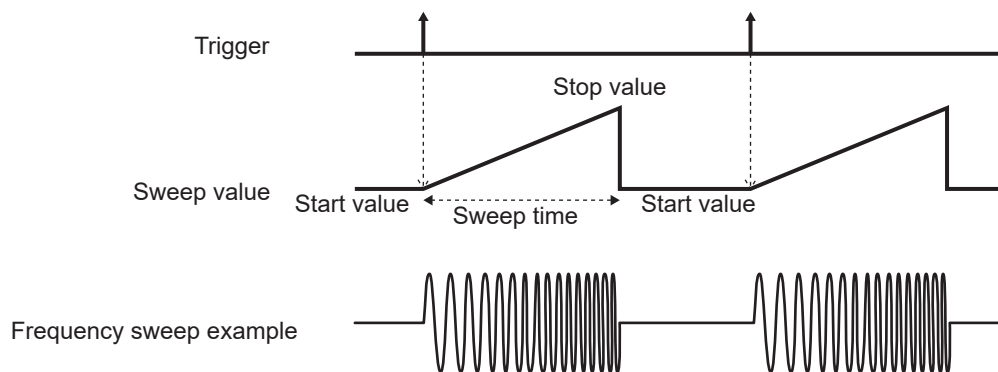 Trigger
Stop value
Sweep value
Start value
Sweep time
Start value
Frequency sweep example